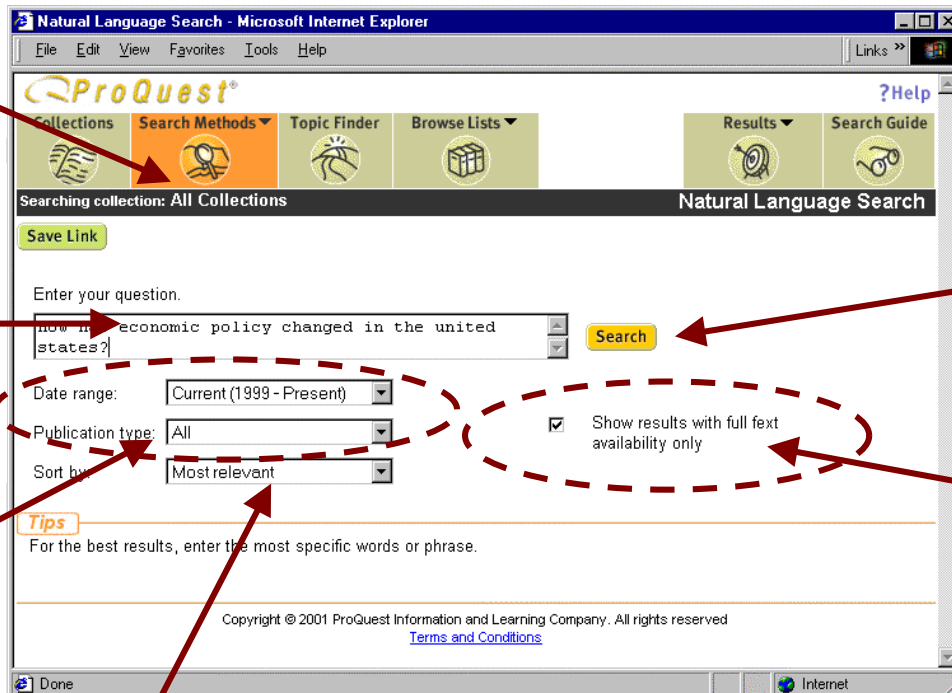 Natural Language Search - Microsoft Internet Explorer
File Edit View Favorites Tools Help Links »
ProQuest® ?Help
Collections Search Methods Topic Finder Browse Lists Results Search Guide
Searching collection: All Collections Natural Language Search
Save Link
Enter your question.
economic policy changed in the united
states?
Search
Date range: Current (1999 - Present)
Publication type: All
Show results with full fext
availability only
Sort by: Most relevant
Tips
For the best results, enter the most specific words or phrase.
Copyright © 2001 ProQuest Information and Learning Company. All rights reserved
Terms and Conditions
Done Internet